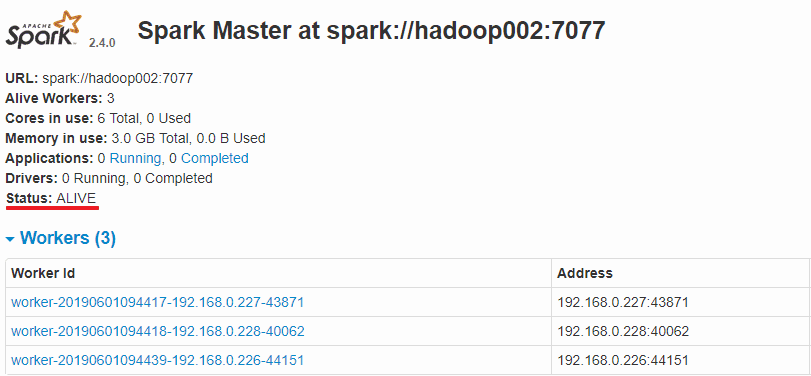 APACHE
Spark 2.4.0 Spark Master at spark://hadoop002:7077
URL: spark://hadoop002:7077
Alive Workers: 3
Cores in use: 6 Total, 0 Used
Memory in use: 3.0 GB Total, 0.0 B Used
Applications: 0 Running, 0 Completed
Drivers: 0 Running, 0 Completed
Status: ALIVE
Workers (3)
Worker Id Address
worker-20190601094417-192.168.0.227-43871 192.168.0.227:43871
worker-20190601094418-192.168.0.228-40062 192.168.0.228:40062
worker-20190601094439-192.168.0.226-44151 192.168.0.226:44151